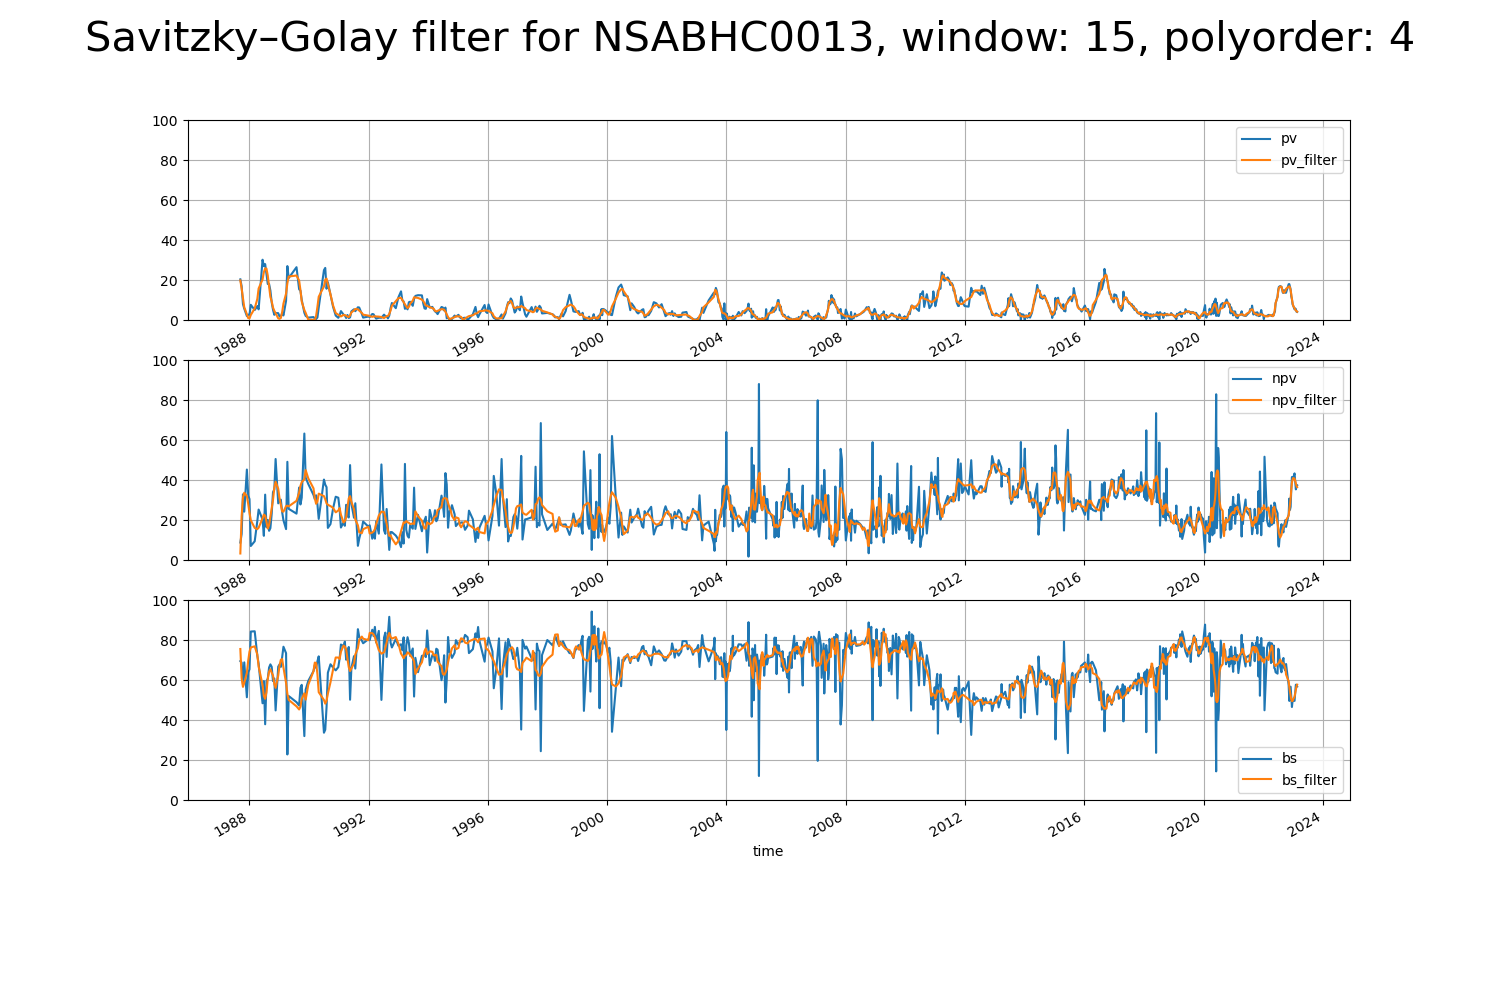 Savitzky–Golay filter for NSABHC0013, window: 15, polyorder: 4
100
80
60
40
20
0
pv
pv_filter
1988 1992 1996 2000 2004 2008 2012 2016 2020 2024
100
80
60
40
20
0
npv
npv_filter
1988 1992 1996 2000 2004 2008 2012 2016 2020 2024
100
80
60
40
20
0
bs
bs_filter
1988 1992 1996 2000 2004 2008 2012 2016 2020 2024
time